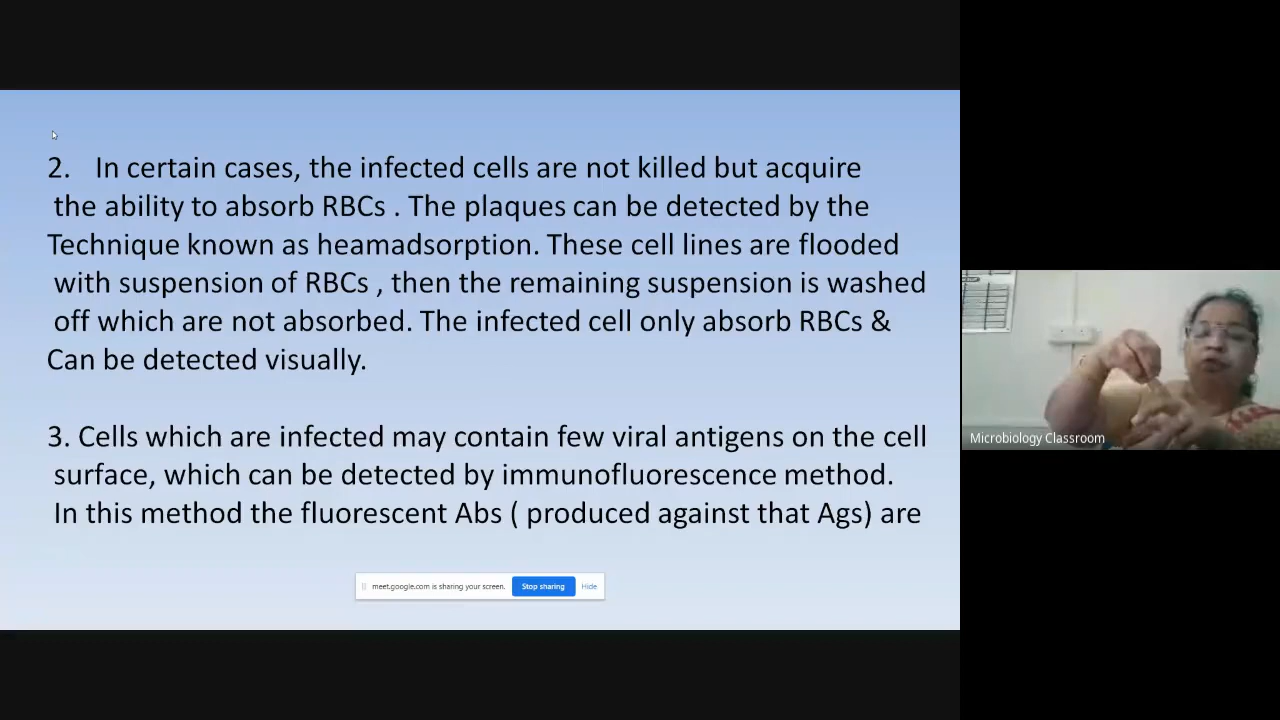 2. In certain cases, the infected cells are not killed but acquire
the ability to absorb RBCs . The plaques can be detected by the
Technique known as heamadsorption. These cell lines are flooded
with suspension of RBCs , then the remaining suspension is washed
off which are not absorbed. The infected cell only absorb RBCs &
Can be detected visually.
3. Cells which are infected may contain few viral antigens on the cell
surface, which can be detected by immunofluorescence method.
In this method the fluorescent Abs ( produced against that Ags) are
meet.google.com is sharing your screen. Stop sharing Hide
Microbiology Classroom